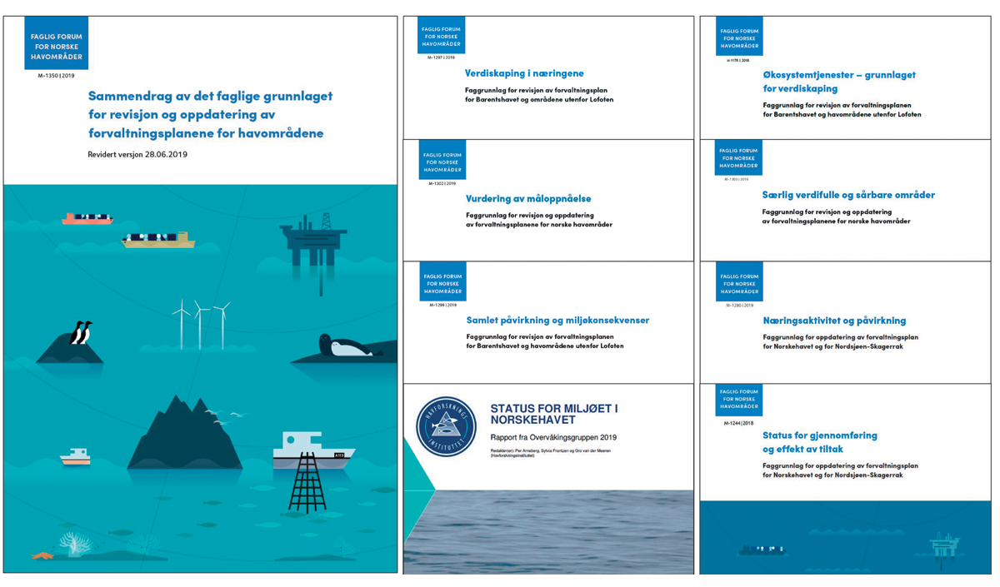 FAGLIG FORUM
FOR NORSKE
HAVOMRÅDER
M-1350 | 2019
Sammendrag av det faglige grunnlaget
for revisjon og oppdatering av
forvaltningsplanene for havområdene
Revidert versjon 28.06.2019
FAGLIG FORUM
FOR NORSKE
HAVOMRÅDER
M-1297 | 2019
Verdiskaping i næringene
Faggrunnlag for revisjon av forvaltningsplan
for Barentshavet og områdene utenfor Lofoten
FAGLIG FORUM
FOR NORSKE
HAVOMRÅDER
M-1302 | 2019
Vurdering av måloppnåelse
Faggrunnlag for revisjon og oppdatering
av forvaltningsplanene for norske havområder
FAGLIG FORUM
FOR NORSKE
HAVOMRÅDER
M-1299 | 2019
Samlet påvirkning og miljøkonsekvenser
Faggrunnlag for revisjon av forvaltningsplanen
for Barentshavet og havområdene utenfor Lofoten
HAVFORSKNINGS
INSTITUTTET
STATUS FOR MILJØET I
NORSKEHAVET
Rapport fra Overvåkingsgruppen 2019
Redaktør(er): Per Arneberg, Sylvia Frantzen og Gro van der Meeren
(Havforskningsinstituttet)
FAGLIG FORUM
FOR NORSKE
HAVOMRÅDER
M-1178 | 2018
Økosystemtjenester – grunnlaget
for verdiskaping
Faggrunnlag for revisjon av forvaltningsplanen
for Barentshavet og havområdene utenfor Lofoten
FAGLIG FORUM
FOR NORSKE
HAVOMRÅDER
M-1303 | 2019
Særlig verdifulle og sårbare områder
Faggrunnlag for revisjon og oppdatering
av forvaltningsplanene for norske havområder
FAGLIG FORUM
FOR NORSKE
HAVOMRÅDER
M-1280 | 2019
Næringsaktivitet og påvirkning
Faggrunnlag for oppdatering av forvaltningsplan
for Norskehavet og for Nordsjøen-Skagerrak
FAGLIG FORUM
FOR NORSKE
HAVOMRÅDER
M-1244 | 2018
Status for gjennomføring
og effekt av tiltak
Faggrunnlag for oppdatering av forvaltningsplan
for Norskehavet og for Nordsjøen-Skagerrak